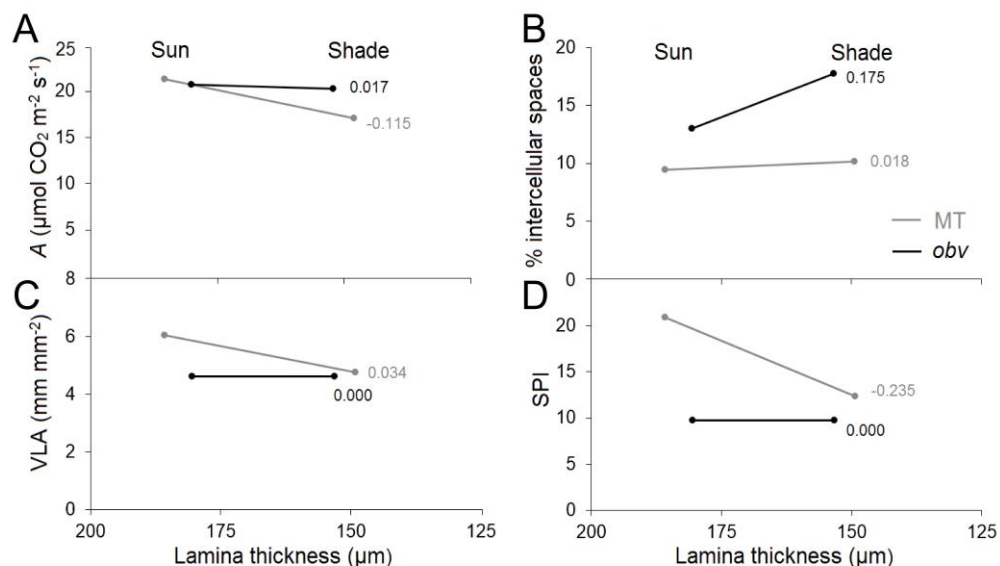 A
Sun
Shade
25
20
15
10
5
8
A (µmol CO2 m-2 s-1)
0.017
-0.115
B
Sun
Shade
20
15
10
5
0
% intercellular spaces
0.175
0.018
MT
obv
C
6
4
2
0
VLA (mm mm-2)
0.034
0.000
200
175
150
125
Lamina thickness (µm)
D
20
15
10
5
0
SPI
-0.235
0.000
200
175
150
125
Lamina thickness (µm)